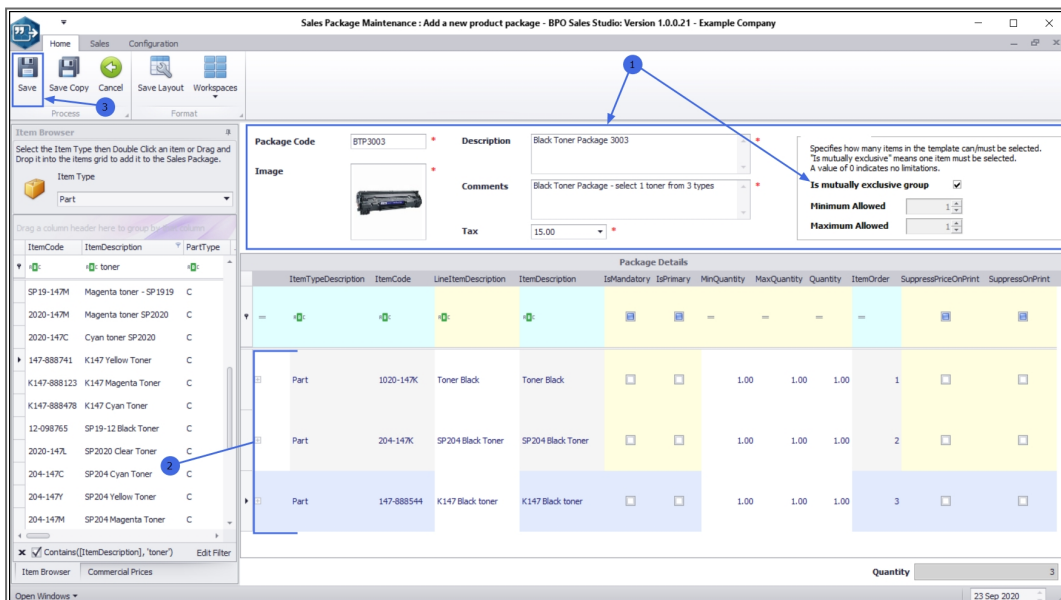 Sales Package Maintenance : Add a new product package - BPO Sales Studio: Version 1.0.0.21 - Example Company
Home Sales Configuration
Save Save Copy Cancel Save Layout Workspaces
Process Format
1
3
Item Browser
Select the Item Type then Double Click an item or Drag and
Drop it into the items grid to add it to the Sales Package.
Item Type
Part
Drag a column header here to group by that column
ItemCode ItemDescription PartType
toner
SP19-147M Magenta toner - SP1919 C
2020-147M Magenta toner SP2020 C
2020-147C Cyan toner SP2020 C
147-888741 K147 Yellow Toner C
K147-888123 K147 Magenta Toner C
K147-888478 K147 Cyan Toner C
12-098765 SP19-12 Black Toner C
2020-147L SP2020 Clear Toner C
204-147C SP204 Cyan Toner C
204-147Y SP204 Yellow Toner C
204-147M SP204 Magenta Toner C
2
Contains([ItemDescription], 'toner') Edit Filter
Item Browser Commercial Prices
Open Windows
Package Code BTP3003 *
Image *
Description Black Toner Package 3003 *
Comments Black Toner Package - select 1 toner from 3 types *
Tax 15.00 *
Specifies how many items in the template can/must be selected.
"Is mutually exclusive" means one item must be selected.
A value of 0 indicates no limitations.
Is mutually exclusive group
Minimum Allowed 1
Maximum Allowed 1
Package Details
ItemTypeDescription ItemCode LineItemDescription ItemDescription IsMandatory IsPrimary MinQuantity MaxQuantity Quantity ItemOrder SuppressPriceOnPrint SuppressOnPrint
Part 1020-147K Toner Black Toner Black 1.00 1.00 1.00 1
Part 204-147K SP204 Black Toner SP204 Black Toner 1.00 1.00 1.00 2
Part 147-888544 K147 Black toner K147 Black toner 1.00 1.00 1.00 3
Quantity 3
23 Sep 2020